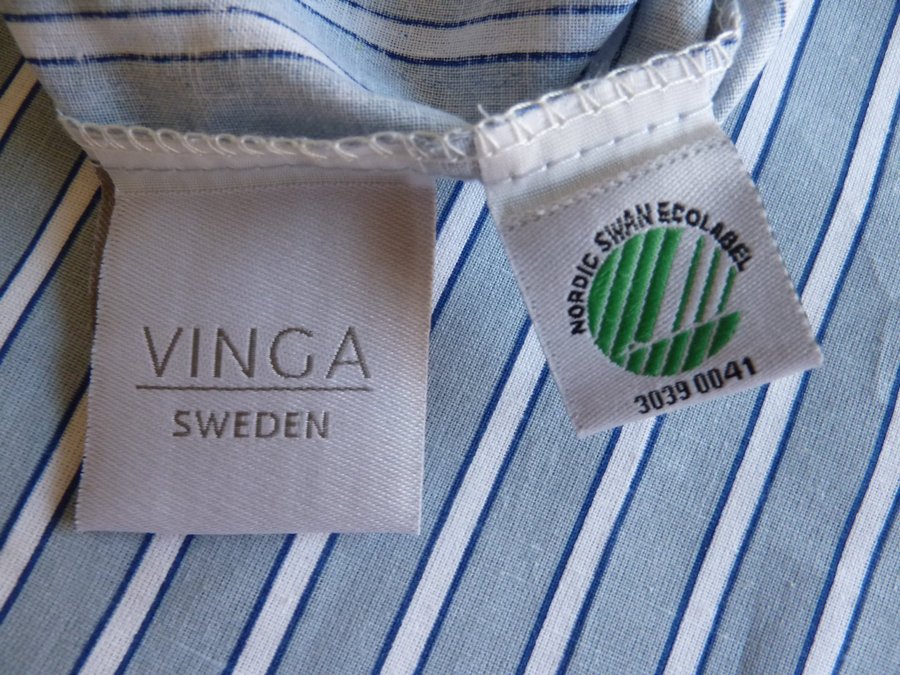 VINGA
SWEDEN
NORDIC SWAN ECOLABEL
3039 0041